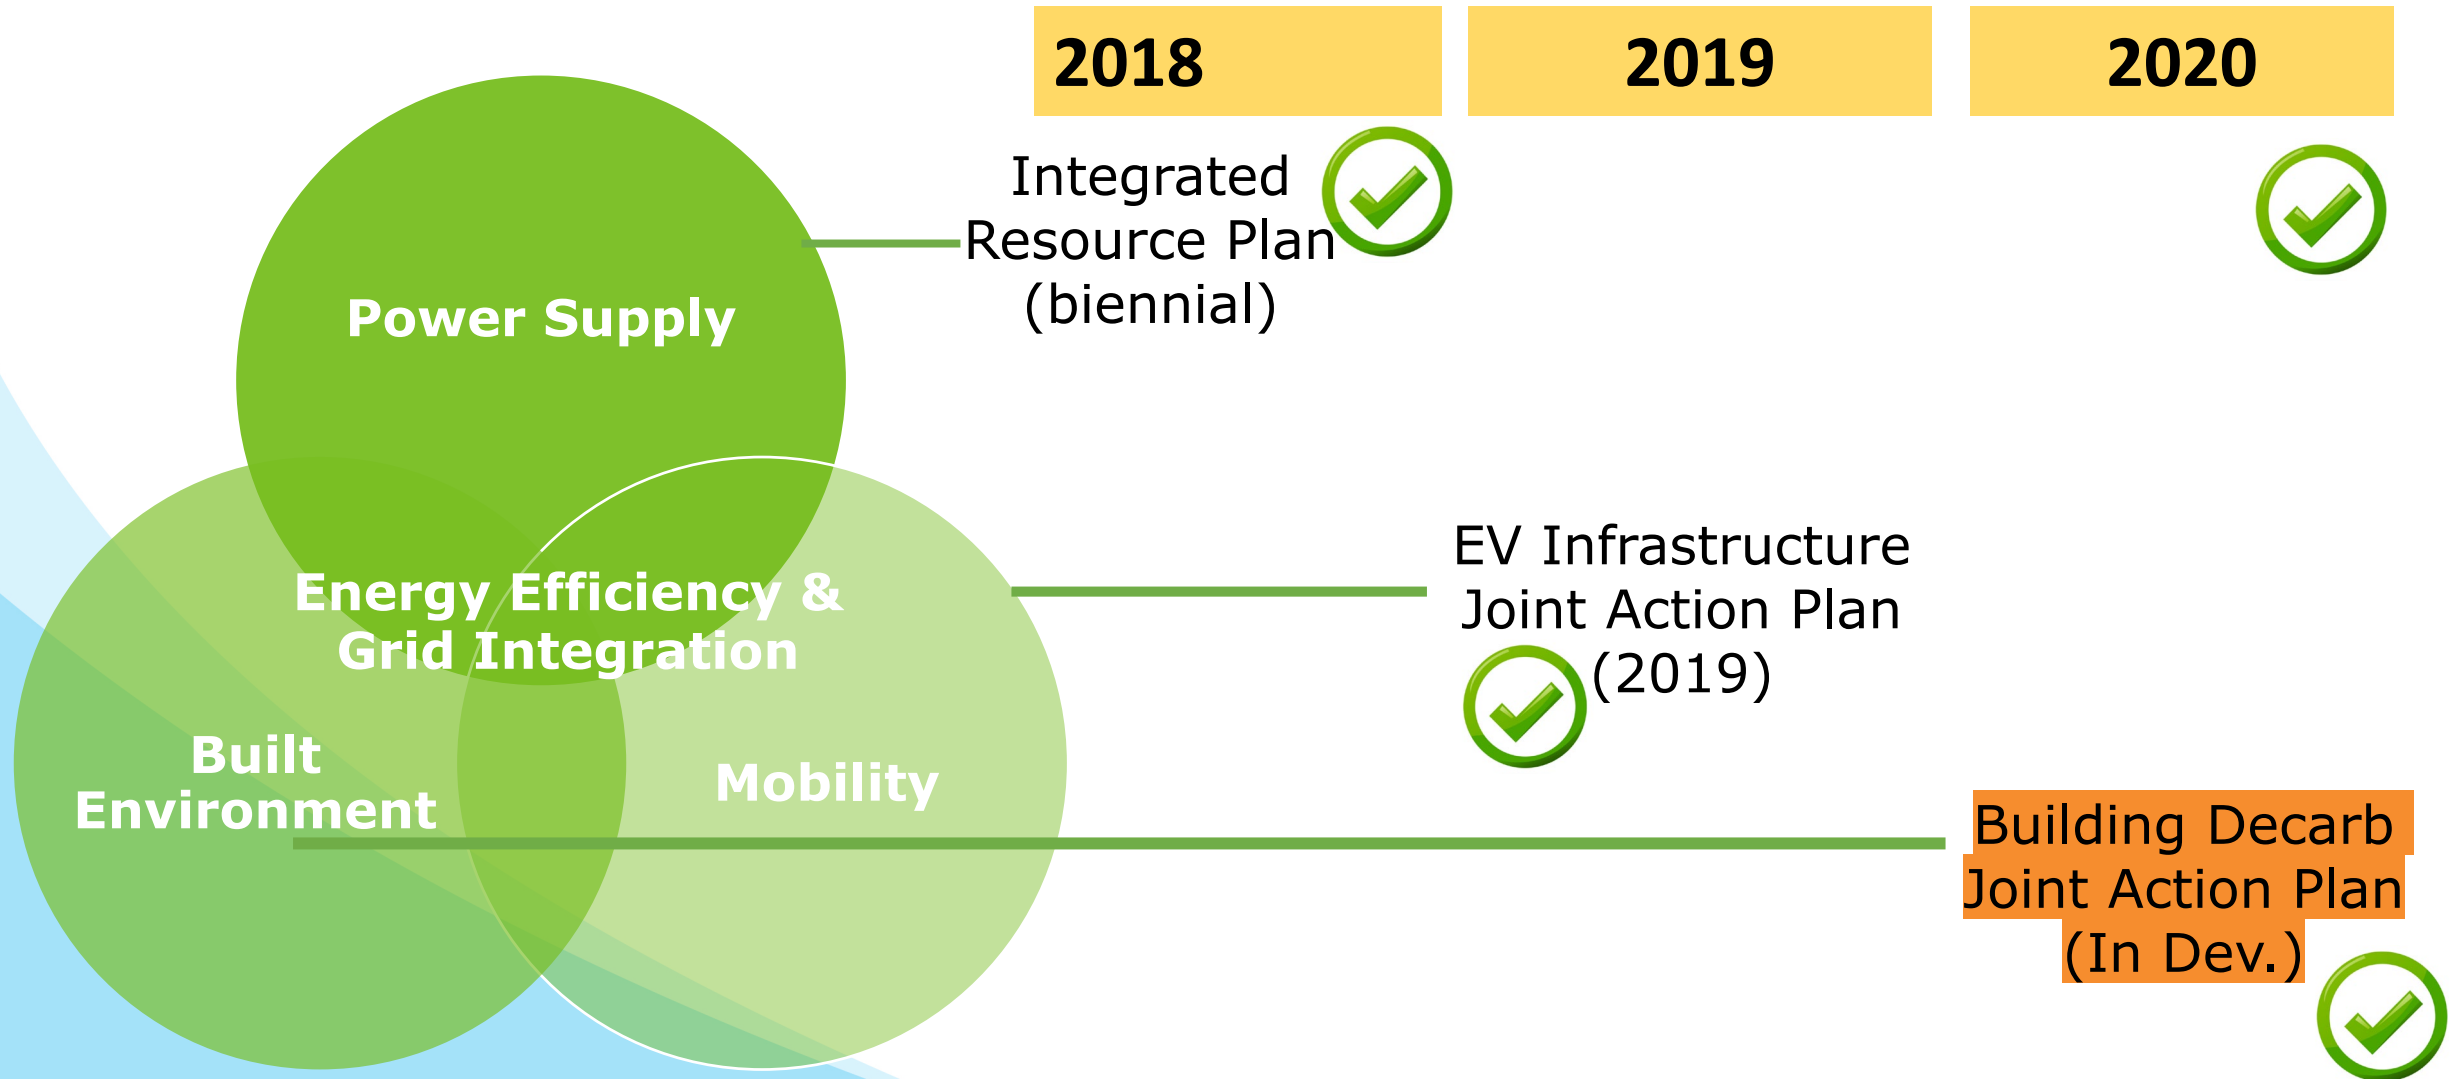 2018
2019
2020
Integrated
Resource Plan
(biennial)
Power Supply
EV Infrastructure
Joint Action Plan
(2019)
Energy Efficiency &
Grid Integration
Built
Environment
Mobility
Building Decarb
Joint Action Plan
(In Dev.)